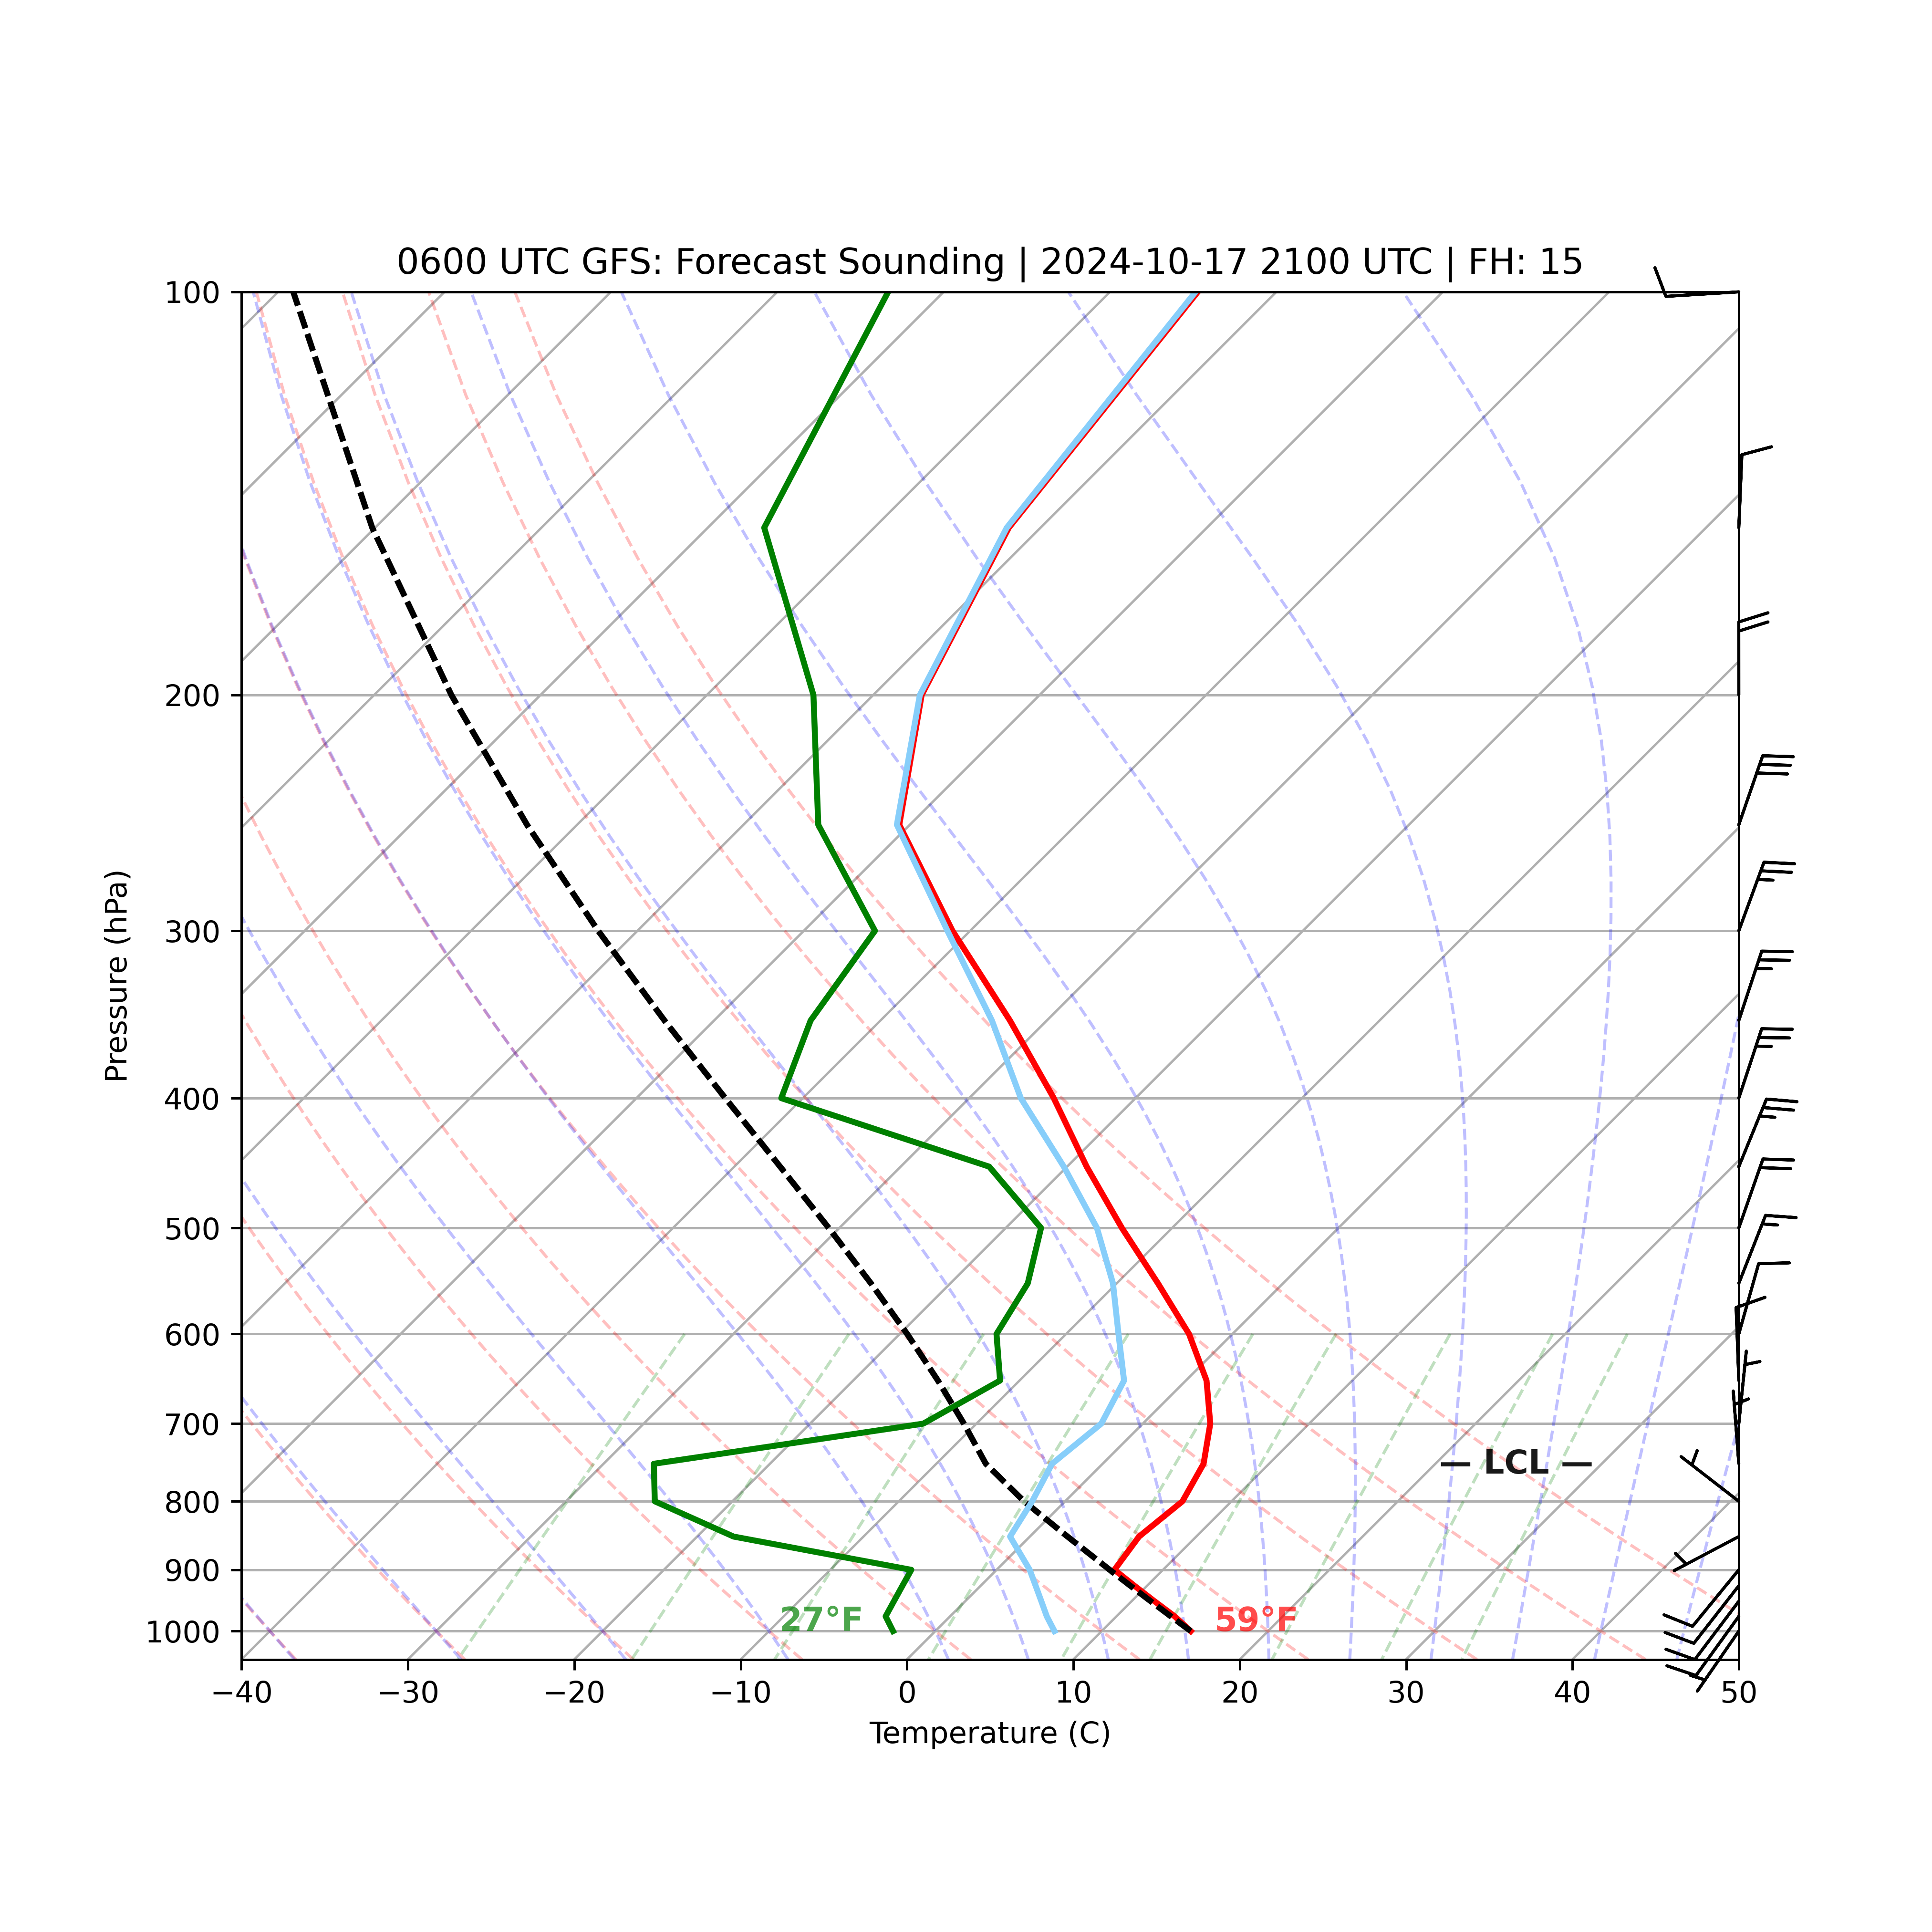 0600 UTC GFS: Forecast Sounding | 2024-10-17 2100 UTC | FH: 15
100
200
300
400
500
600
700
800
900
1000
Pressure (hPa)
— LCL —
27°F
59°F
−40 −30 −20 −10 0 10 20 30 40 50
Temperature (C)